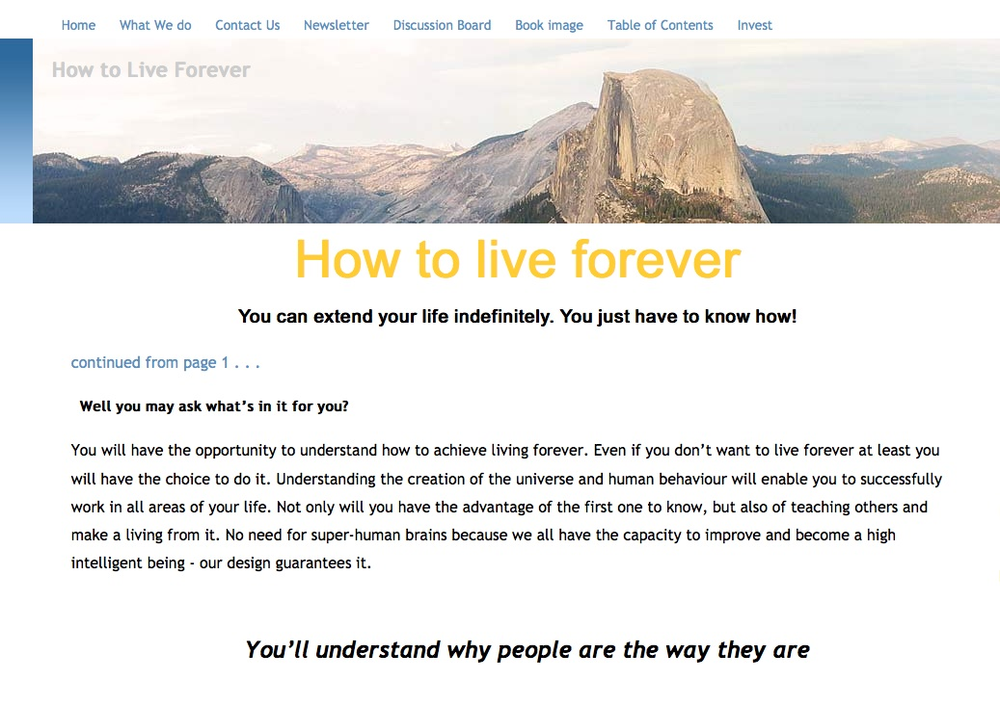 Home What We do Contact Us Newsletter Discussion Board Book image Table of Contents Invest
How to Live Forever
How to live forever
You can extend your life indefinitely. You just have to know how!
continued from page 1 . . .
Well you may ask what’s in it for you?
You will have the opportunity to understand how to achieve living forever. Even if you don’t want to live forever at least you
will have the choice to do it. Understanding the creation of the universe and human behaviour will enable you to successfully
work in all areas of your life. Not only will you have the advantage of the first one to know, but also of teaching others and
make a living from it. No need for super-human brains because we all have the capacity to improve and become a high
intelligent being - our design guarantees it.
You’ll understand why people are the way they are